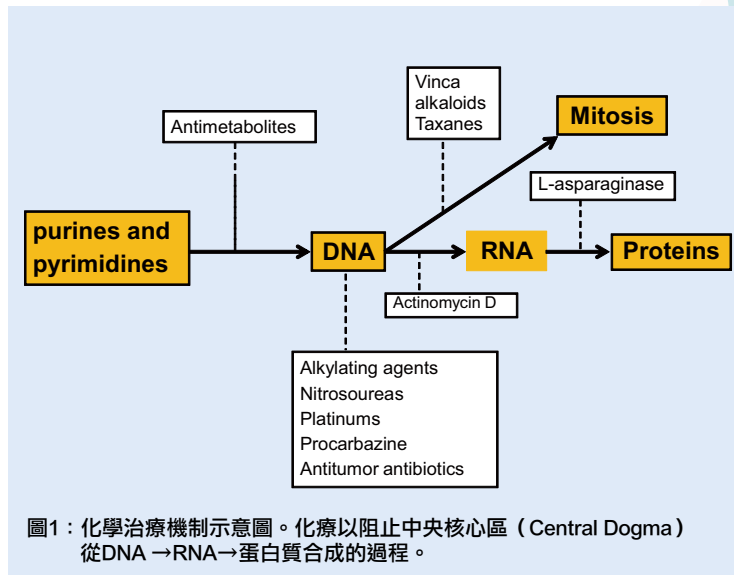 Vinca
alkaloids
Taxanes
Mitosis
Antimetabolites
L-asparaginase
purines and
pyrimidines
DNA
RNA
Proteins
Actinomycin D
Alkylating agents
Nitrosoureas
Platinums
Procarbazine
Antitumor antibiotics
圖1：化學治療機制示意圖。化療以阻止中央核心區（Central Dogma）
從DNA →RNA→蛋白質合成的過程。